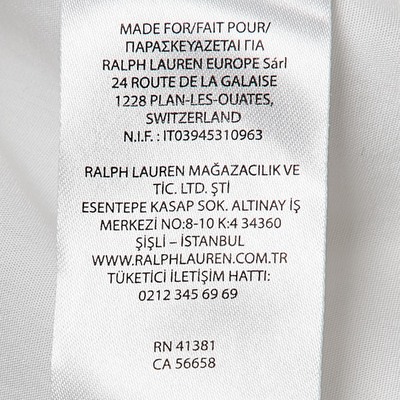 MADE FOR/FAIT POUR/
ΠΑΡΑΣΚΕΥΑΖΕΤΑΙ ΓΙΑ
RALPH LAUREN EUROPE Sárl
24 ROUTE DE LA GALAISE
1228 PLAN-LES-OUATES,
SWITZERLAND
N.I.F. : IT03945310963
RALPH LAUREN MAĞAZACILIK VE
TİC. LTD. ŞTİ
ESENTEPE KASAP SOK. ALTINAY İŞ
MERKEZİ NO:8-10 K:4 34360
ŞİŞLİ – İSTANBUL
WWW.RALPHLAUREN.COM.TR
TÜKETİCİ İLETİŞİM HATTI:
0212 345 69 69
RN 41381
CA 56658